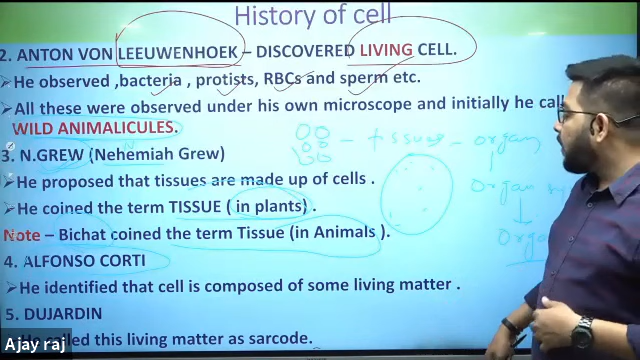 History of cell
2. ANTON VON LEEUWENHOEK – DISCOVERED LIVING CELL.
➢He observed ,bacteria , protists, RBCs and sperm etc.
➢All these were observed under his own microscope and initially he call
WILD ANIMALICULES.
– tissue – organ
3. N.GREW (Nehemiah Grew)
➢He proposed that tissues are made up of cells .
organ
➢He coined the term TISSUE ( in plants) .
Note – Bichat coined the term Tissue (in Animals ).
4. ALFONSO CORTI
➢He identified that cell is composed of some living matter .
5. DUJARDIN
called this living matter as sarcode.
Ajay raj